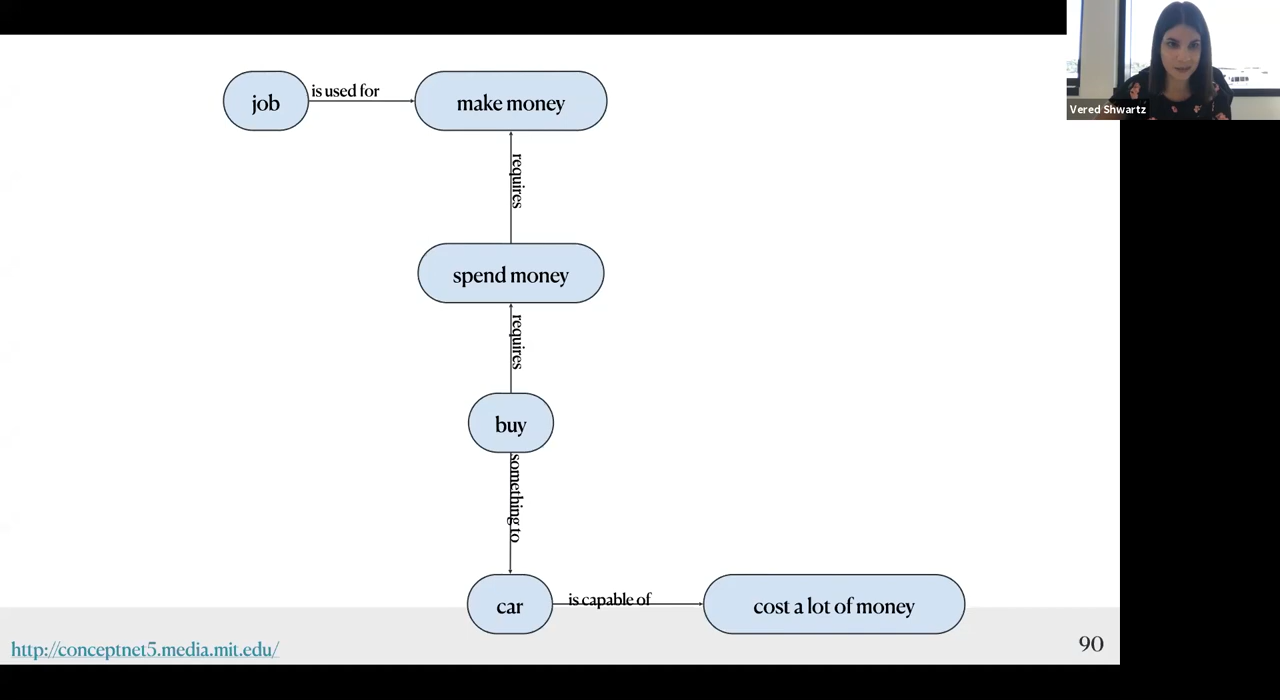 Vered Shwartz
job
is used for
make money
requires
spend money
requires
buy
something to
car
is capable of
cost a lot of money
http://conceptnet5.media.mit.edu/
90